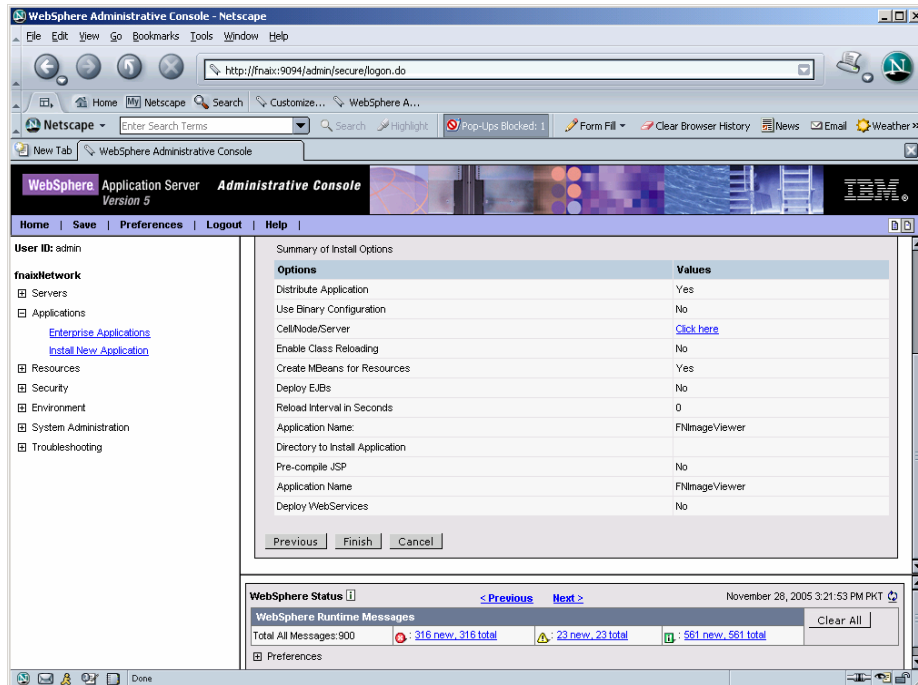 WebSphere Administrative Console - Netscape
File Edit View Go Bookmarks Tools Window Help
http://fnaix:9094/admin/secure/logon.do
Home My Netscape Search Customize... WebSphere A...
Netscape Enter Search Terms Search Highlight Pop-Ups Blocked: 1 Form Fill Clear Browser History News Email Weather
New Tab WebSphere Administrative Console
WebSphere Application Server Administrative Console
Version 5
IBM.
Home | Save | Preferences | Logout | Help |
User ID: admin
fnaixNetwork
Servers
Applications
Enterprise Applications
Install New Application
Resources
Security
Environment
System Administration
Troubleshooting
Summary of Install Options
Options Values
Distribute Application Yes
Use Binary Configuration No
Cell/Node/Server Click here
Enable Class Reloading No
Create MBeans for Resources Yes
Deploy EJBs No
Reload Interval in Seconds 0
Application Name: FNImageViewer
Directory to Install Application
Pre-compile JSP No
Application Name FNImageViewer
Deploy WebServices No
Previous Finish Cancel
WebSphere Status i < Previous Next > November 28, 2005 3:21:53 PM PKT
WebSphere Runtime Messages Clear All
Total All Messages:900 : 316 new, 316 total : 23 new, 23 total : 561 new, 561 total
Preferences
Done